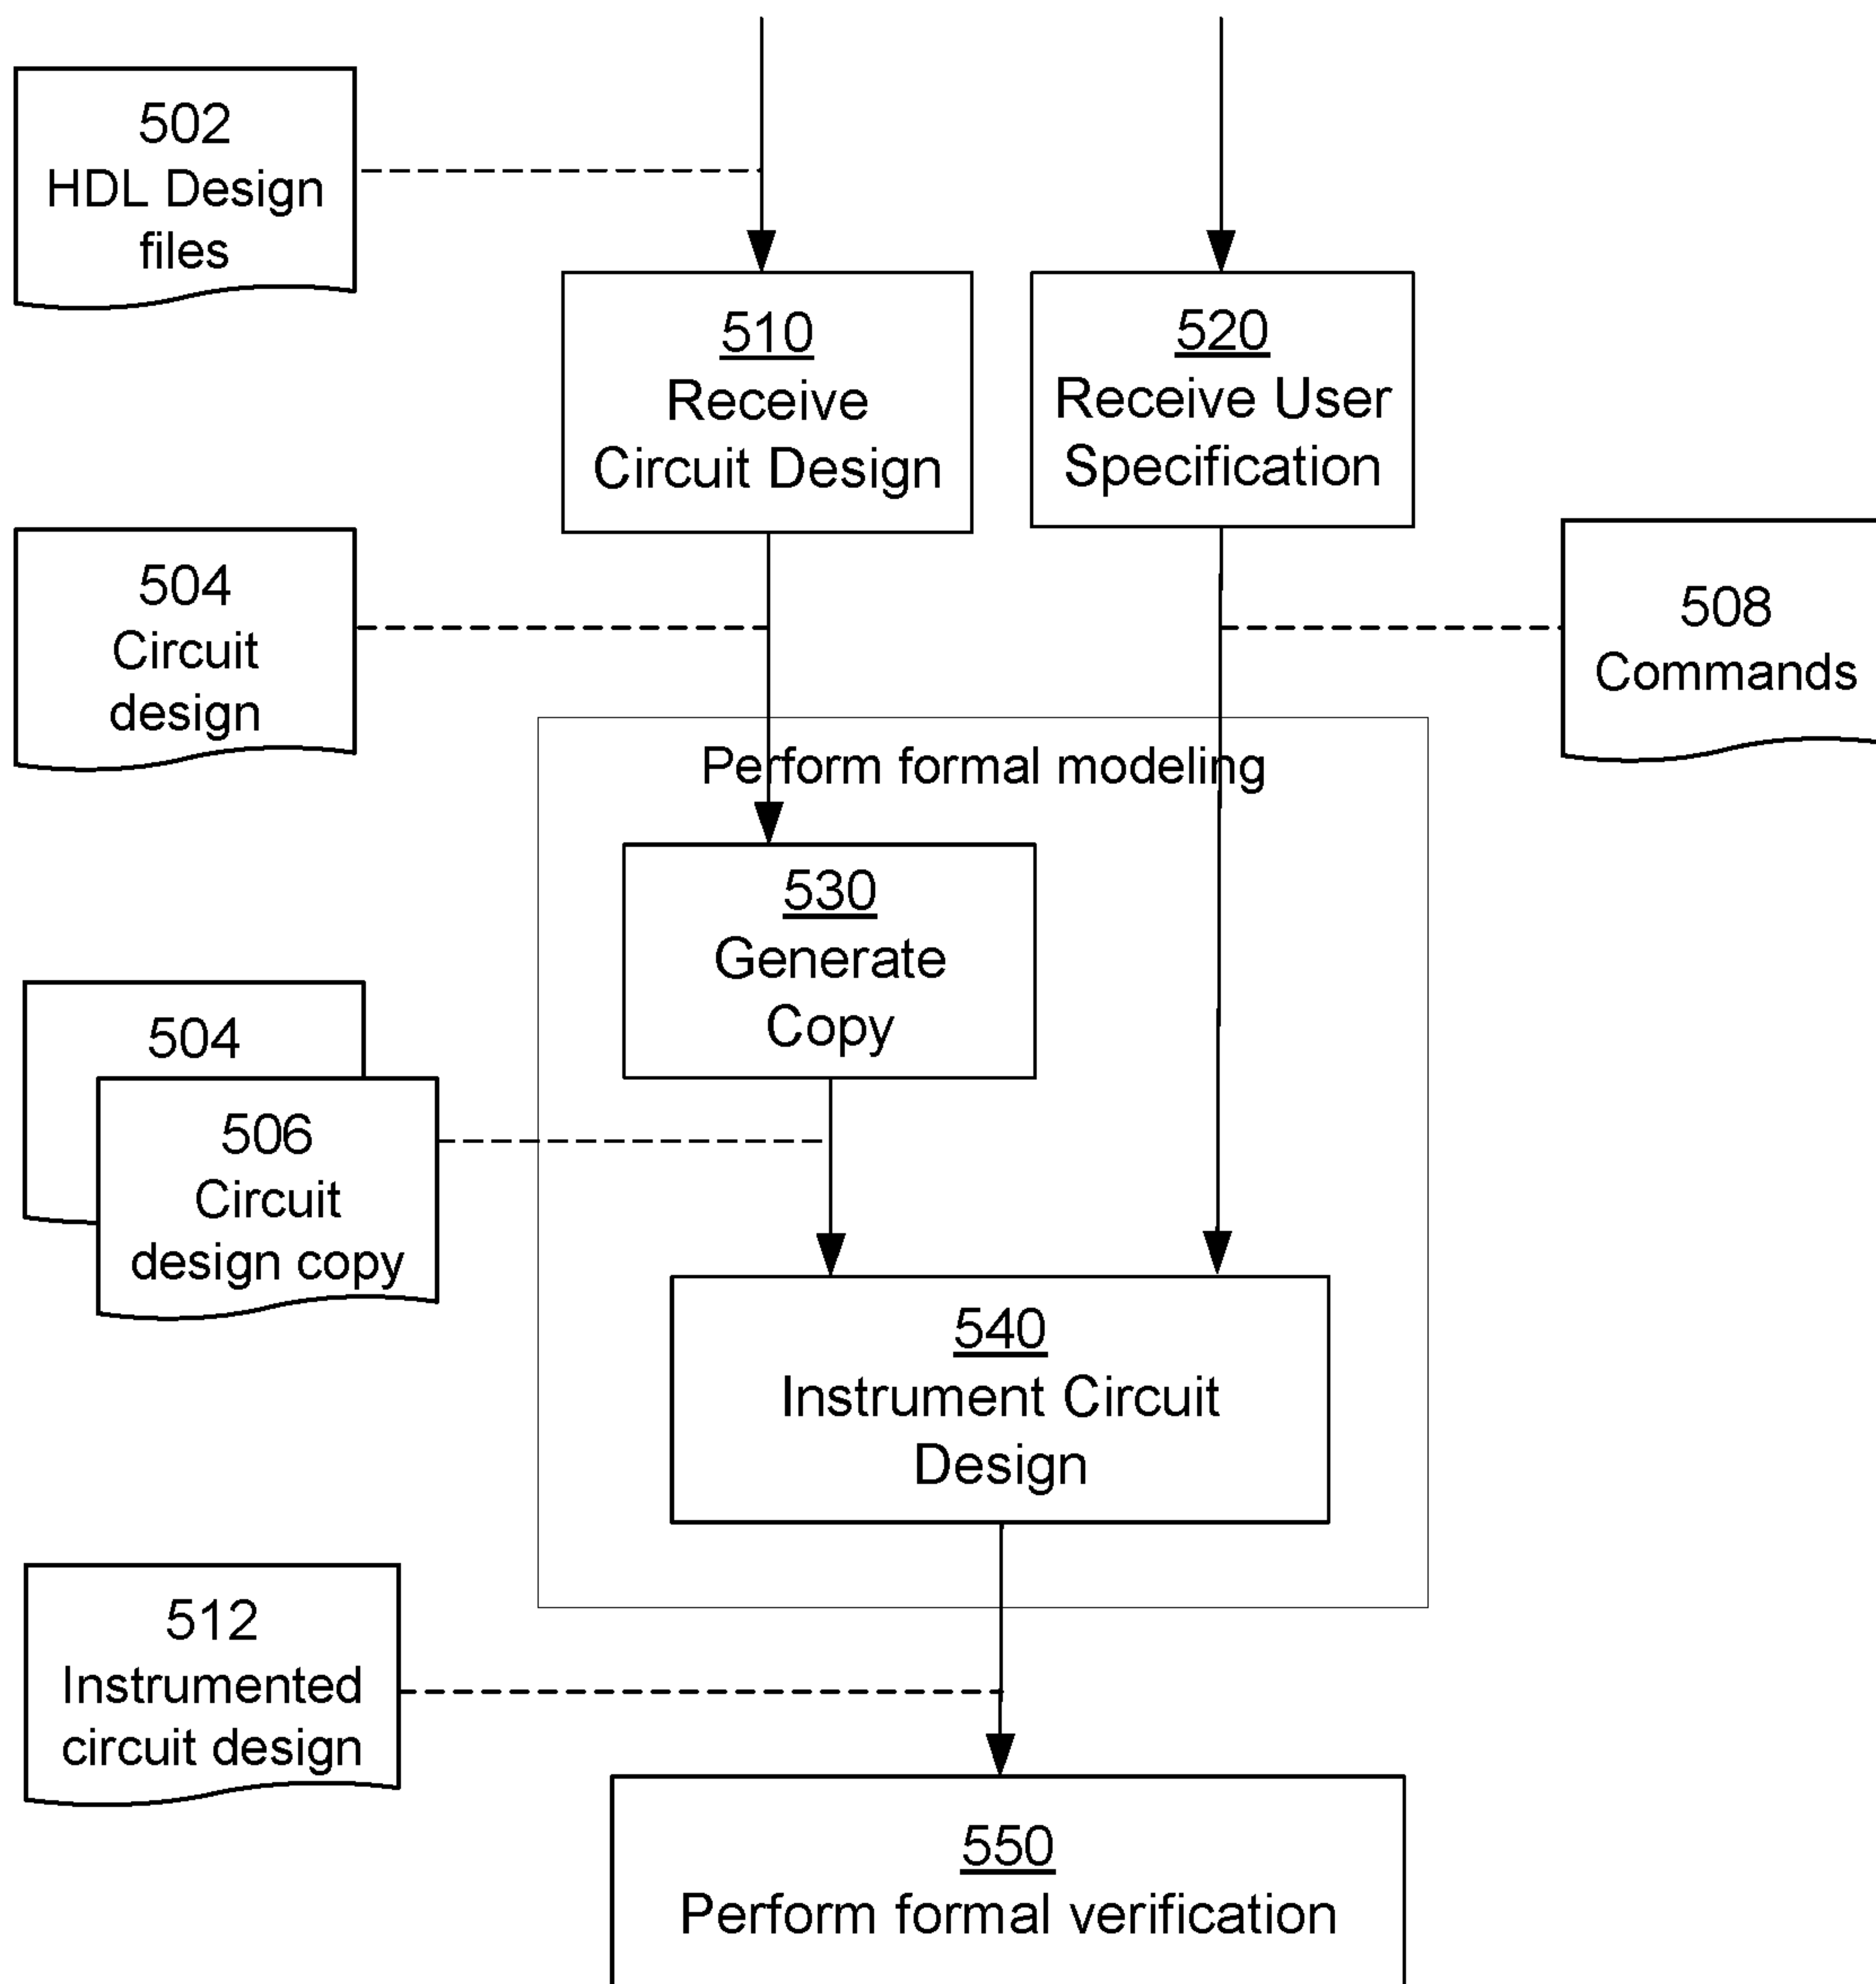 502
HDL Design
files
510
Receive
Circuit Design
520
Receive User
Specification
504
Circuit
design
508
Commands
Perform formal modeling
530
Generate
Copy
504
506
Circuit
design copy
540
Instrument Circuit
Design
512
Instrumented
circuit design
550
Perform formal verification